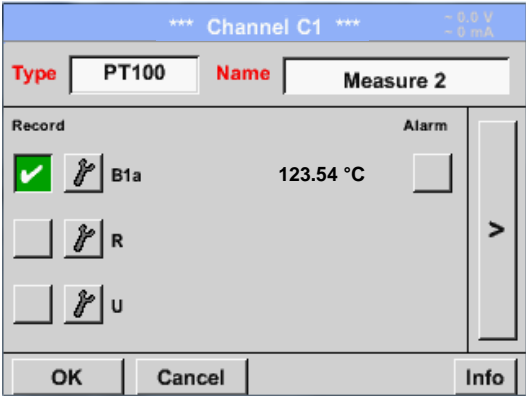 *** Channel C1 ***
~ 0.0 V
~ 0 mA
Type PT100 Name Measure 2
Record Alarm
B1a 123.54 °C
>
R
U
OK Cancel Info